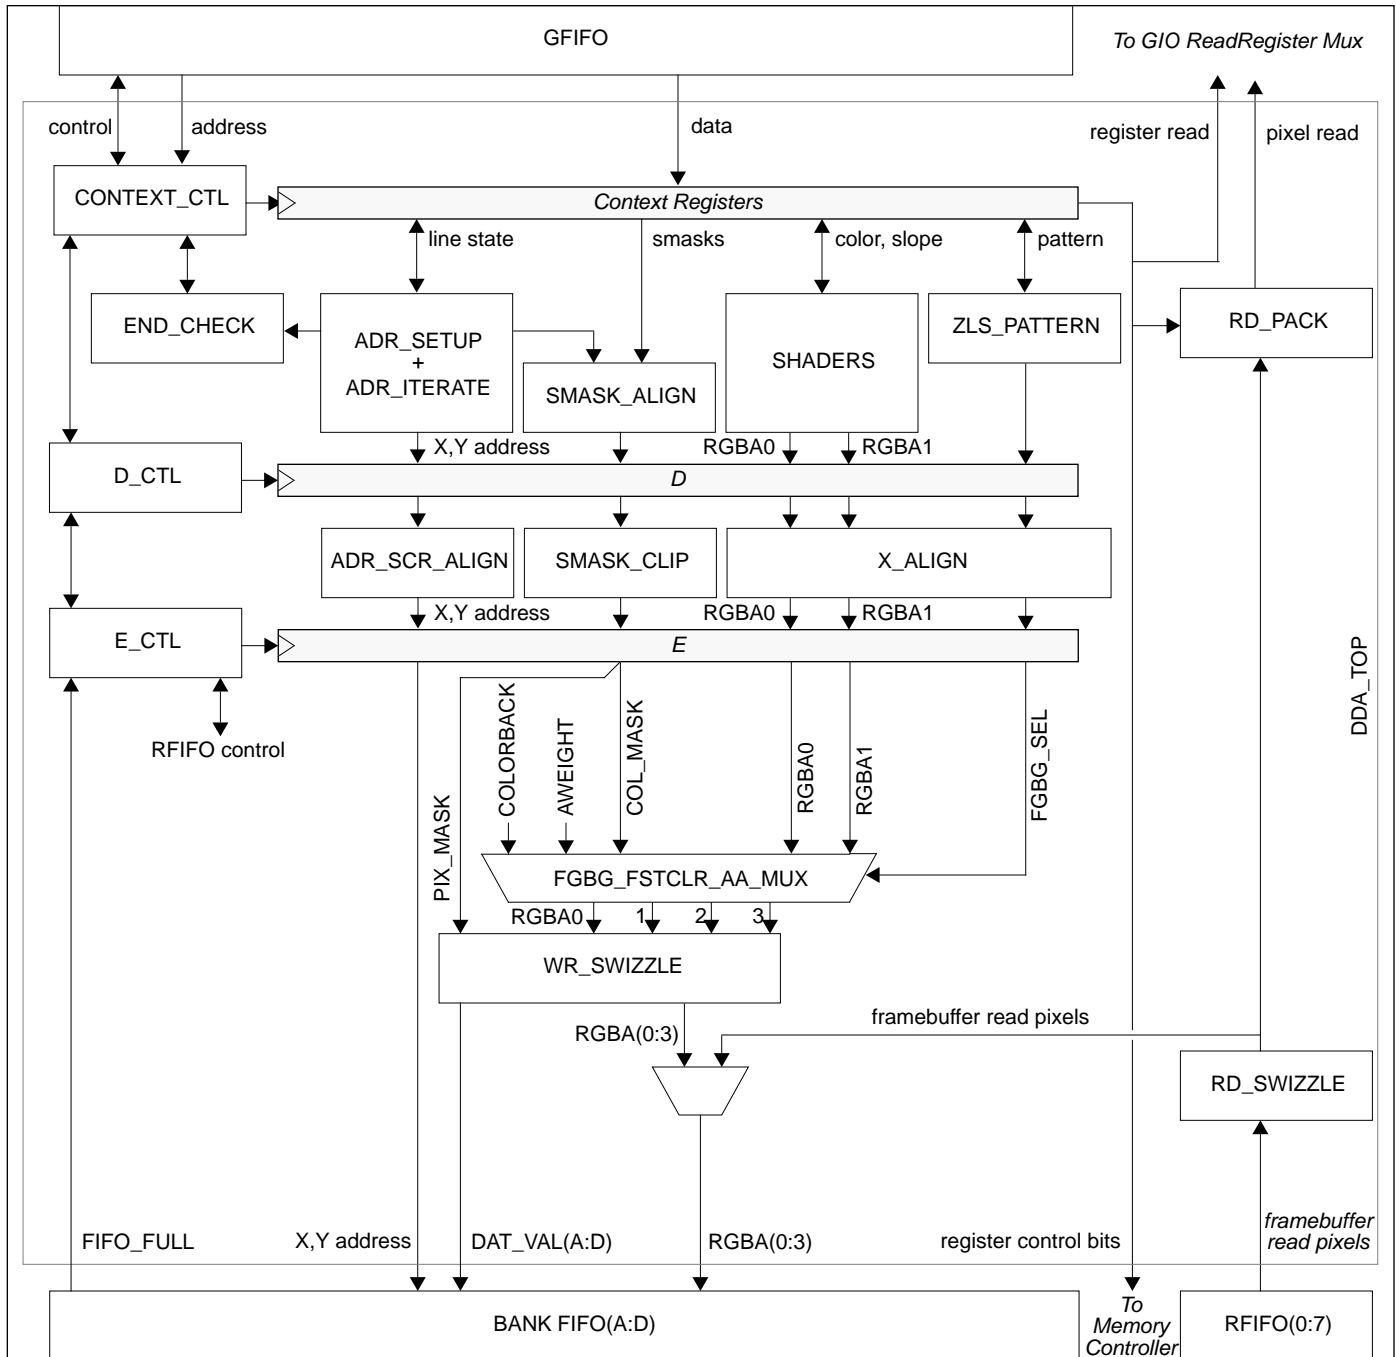 GFIFO
To GIO ReadRegister Mux
control
address
data
register read
pixel read
CONTEXT_CTL
Context Registers
line state
smasks
color, slope
pattern
END_CHECK
ADR_SETUP
+
ADR_ITERATE
SMASK_ALIGN
SHADERS
ZLS_PATTERN
RD_PACK
X,Y address
RGBA0
RGBA1
D_CTL
D
ADR_SCR_ALIGN
SMASK_CLIP
X_ALIGN
X,Y address
RGBA0
RGBA1
E_CTL
E
DDA_TOP
RFIFO control
PIX_MASK
COLORBACK
AWEIGHT
COL_MASK
RGBA0
RGBA1
FGBG_SEL
FGBG_FSTCLR_AA_MUX
RGBA0
1
2
3
WR_SWIZZLE
framebuffer read pixels
RGBA(0:3)
RD_SWIZZLE
FIFO_FULL
X,Y address
DAT_VAL(A:D)
RGBA(0:3)
register control bits
framebuffer
read pixels
BANK FIFO(A:D)
To
Memory
Controller
RFIFO(0:7)